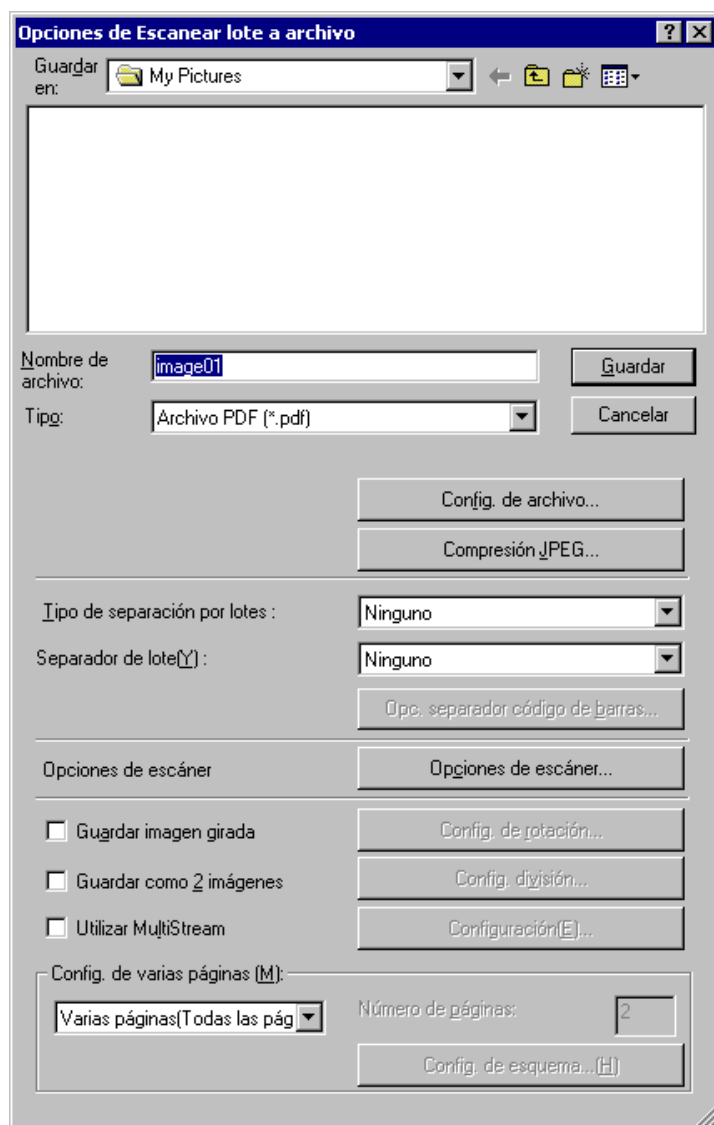 Opciones de Escanear lote a archivo
Guardar
en:
My Pictures
Nombre de
archivo:
image01
Guardar
Tipo:
Archivo PDF (*.pdf)
Cancelar
Config. de archivo...
Compresión JPEG...
Tipo de separación por lotes :
Ninguno
Separador de lote(Y) :
Ninguno
Opc. separador código de barras...
Opciones de escáner
Opciones de escáner...
Guardar imagen girada
Config. de rotación...
Guardar como 2 imágenes
Config. división...
Utilizar MultiStream
Configuración(E)...
Config. de varias páginas (M):
Varias páginas(Todas las pág
Número de páginas:
2
Config. de esquema...(H)